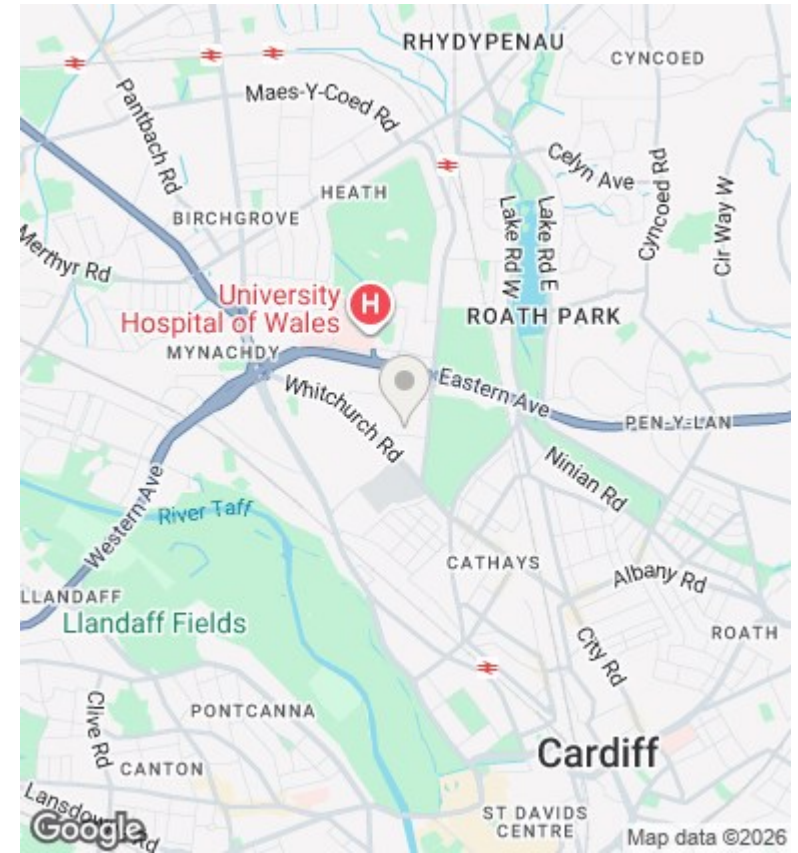 RHYDYPENAU
CYNCOED
Pantbach Rd
Maes-Y-Coed Rd
Celyn Ave
Cyncoed Rd
Cir Way W
HEATH
Lake Rd W
Lake Rd E
BIRCHGROVE
Merthyr Rd
University
Hospital of Wales
H
ROATH PARK
MYNACHDY
Whitchurch Rd
Eastern Ave
PEN-Y-LAN
Western Ave
Ninian Rd
River Taff
CATHAYS
Albany Rd
LLANDAFF
Llandaff Fields
City Rd
ROATH
Clive Rd
PONTCANNA
CANTON
Cardiff
Lansdowne Rd
ST DAVIDS
CENTRE
Google
Map data ©2026